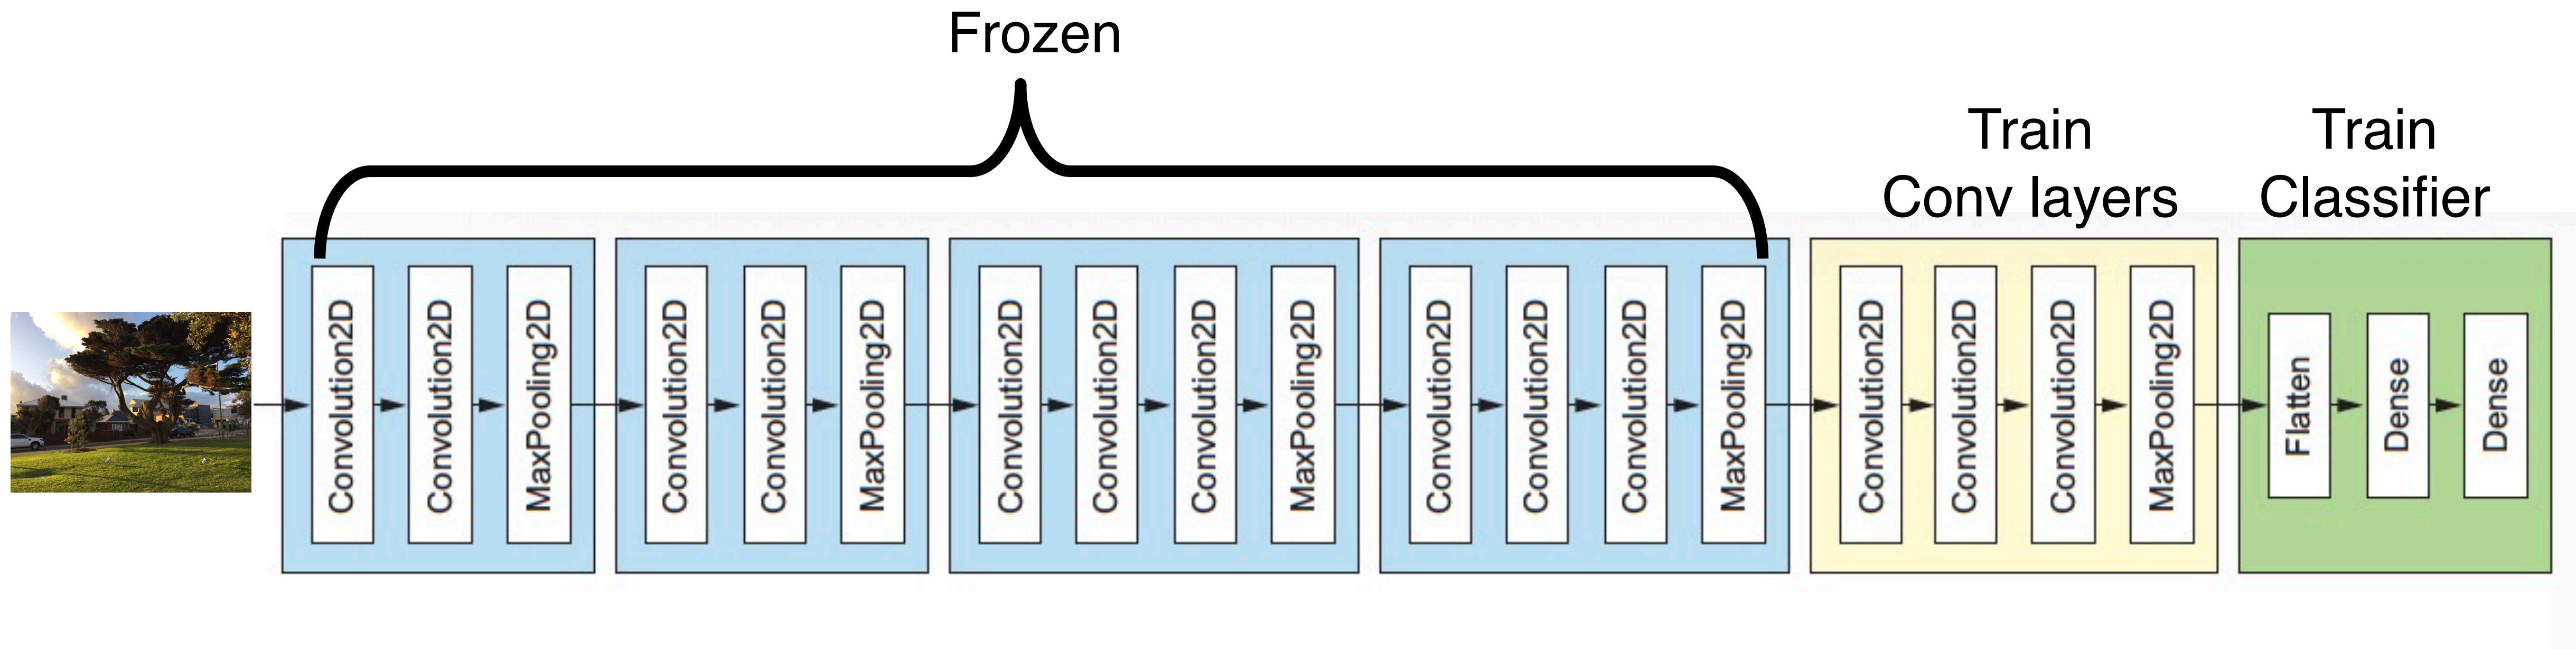 Frozen
Train
Conv layers
Train
Classifier
Convolution2D
Convolution2D
MaxPooling2D
Convolution2D
Convolution2D
MaxPooling2D
Convolution2D
Convolution2D
Convolution2D
MaxPooling2D
Convolution2D
Convolution2D
Convolution2D
MaxPooling2D
Convolution2D
Convolution2D
Convolution2D
MaxPooling2D
Flatten
Dense
Dense